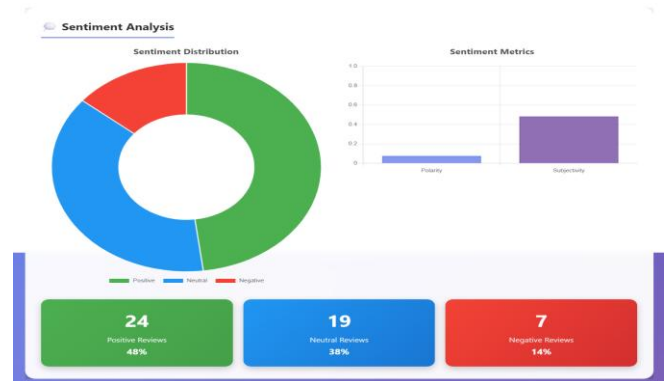 Sentiment Analysis
Sentiment Distribution
Sentiment Metrics
1.0
0.8
0.6
0.4
0.2
0
Polarity
Subjectivity
Positive
Neutral
Negative
24
Positive Reviews
48%
19
Neutral Reviews
38%
7
Negative Reviews
14%